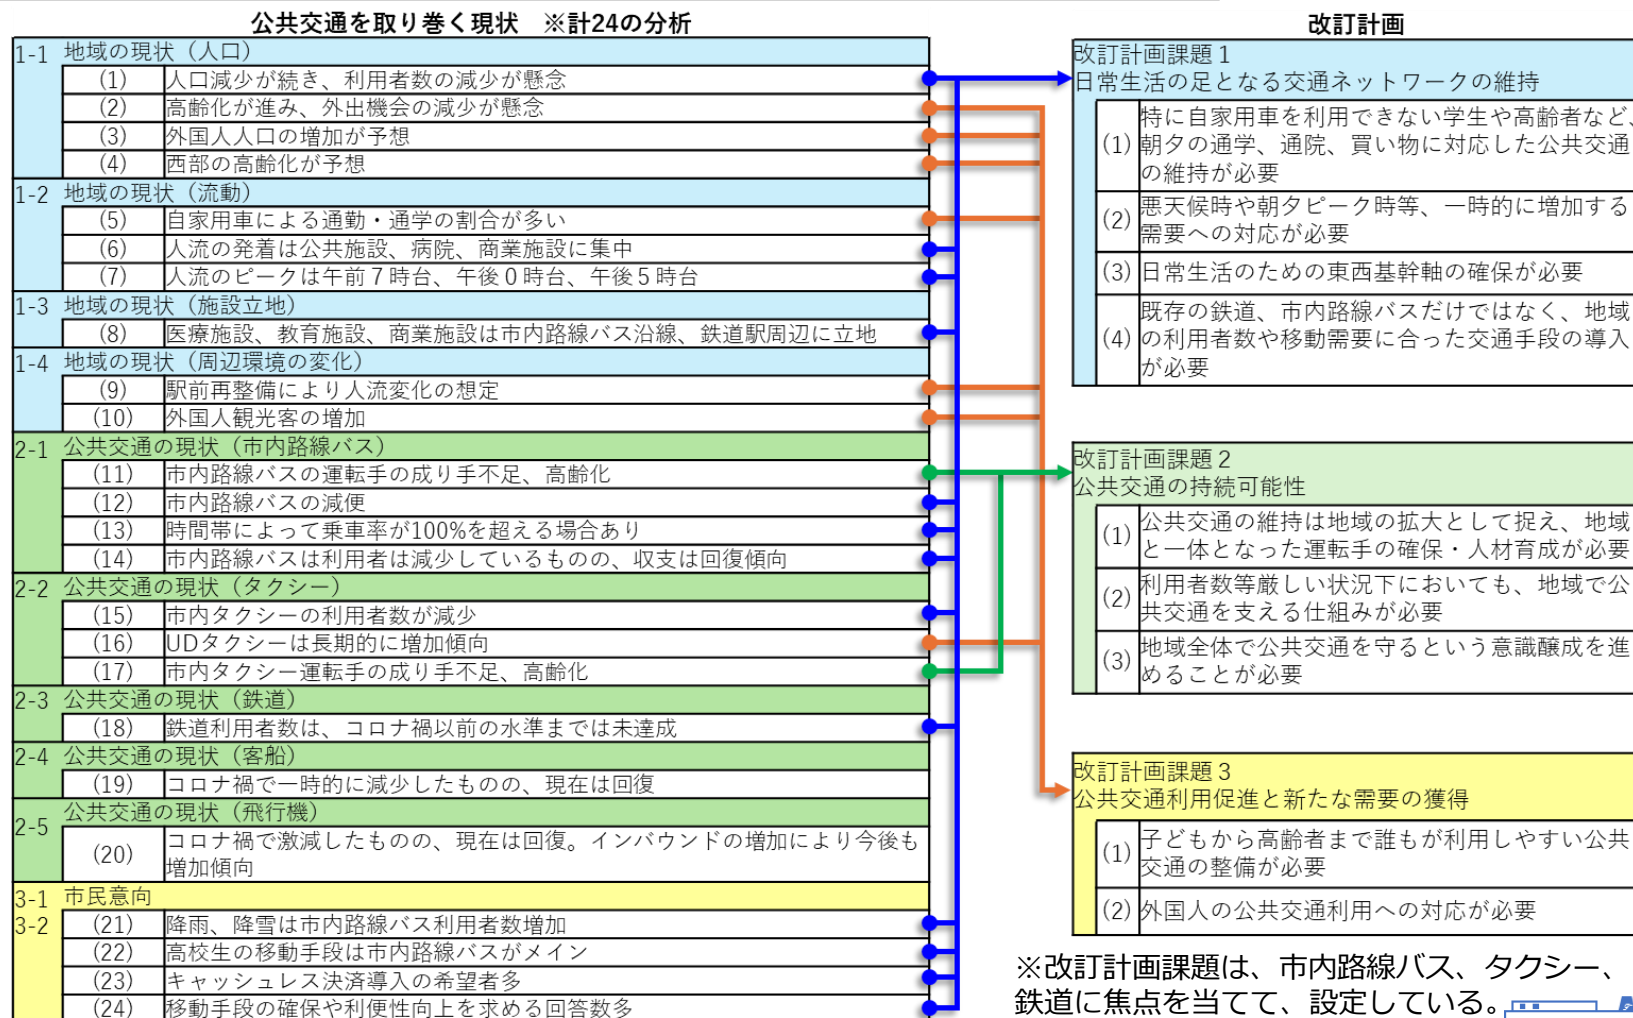 公共交通を取り巻く現状　※計24の分析
1-1 地域の現状（人口）
(1) 人口減少が続き、利用者数の減少が懸念
(2) 高齢化が進み、外出機会の減少が懸念
(3) 外国人人口の増加が予想
(4) 西部の高齢化が予想
1-2 地域の現状（流動）
(5) 自家用車による通勤・通学の割合が多い
(6) 人流の発着は公共施設、病院、商業施設に集中
(7) 人流のピークは午前７時台、午後０時台、午後５時台
1-3 地域の現状（施設立地）
(8) 医療施設、教育施設、商業施設は市内路線バス沿線、鉄道駅周辺に立地
1-4 地域の現状（周辺環境の変化）
(9) 駅前再整備により人流変化の想定
(10) 外国人観光客の増加
2-1 公共交通の現状（市内路線バス）
(11) 市内路線バスの運転手の成り手不足、高齢化
(12) 市内路線バスの減便
(13) 時間帯によって乗車率が100%を超える場合あり
(14) 市内路線バスは利用者は減少しているものの、収支は回復傾向
2-2 公共交通の現状（タクシー）
(15) 市内タクシーの利用者数が減少
(16) UDタクシーは長期的に増加傾向
(17) 市内タクシー運転手の成り手不足、高齢化
2-3 公共交通の現状（鉄道）
(18) 鉄道利用者数は、コロナ禍以前の水準までは未達成
2-4 公共交通の現状（客船）
(19) コロナ禍で一時的に減少したものの、現在は回復
2-5 公共交通の現状（飛行機）
(20) コロナ禍で激減したものの、現在は回復。インバウンドの増加により今後も
増加傾向
3-1 市民意向
3-2
(21) 降雨、降雪は市内路線バス利用者数増加
(22) 高校生の移動手段は市内路線バスがメイン
(23) キャッシュレス決済導入の希望者多
(24) 移動手段の確保や利便性向上を求める回答数多
改訂計画
改訂計画課題１
日常生活の足となる交通ネットワークの維持
(1) 特に自家用車を利用できない学生や高齢者など、
朝夕の通学、通院、買い物に対応した公共交通
の維持が必要
(2) 悪天候時や朝夕ピーク時等、一時的に増加する
需要への対応が必要
(3) 日常生活のための東西基幹軸の確保が必要
(4) 既存の鉄道、市内路線バスだけではなく、地域
の利用者数や移動需要に合った交通手段の導入
が必要
改訂計画課題２
公共交通の持続可能性
(1) 公共交通の維持は地域の拡大として捉え、地域
と一体となった運転手の確保・人材育成が必要
(2) 利用者数等厳しい状況下においても、地域で公
共交通を支える仕組みが必要
(3) 地域全体で公共交通を守るという意識醸成を進
めることが必要
改訂計画課題３
公共交通利用促進と新たな需要の獲得
(1) 子どもから高齢者まで誰もが利用しやすい公共
交通の整備が必要
(2) 外国人の公共交通利用への対応が必要
※改訂計画課題は、市内路線バス、タクシー、
鉄道に焦点を当てて、設定している。